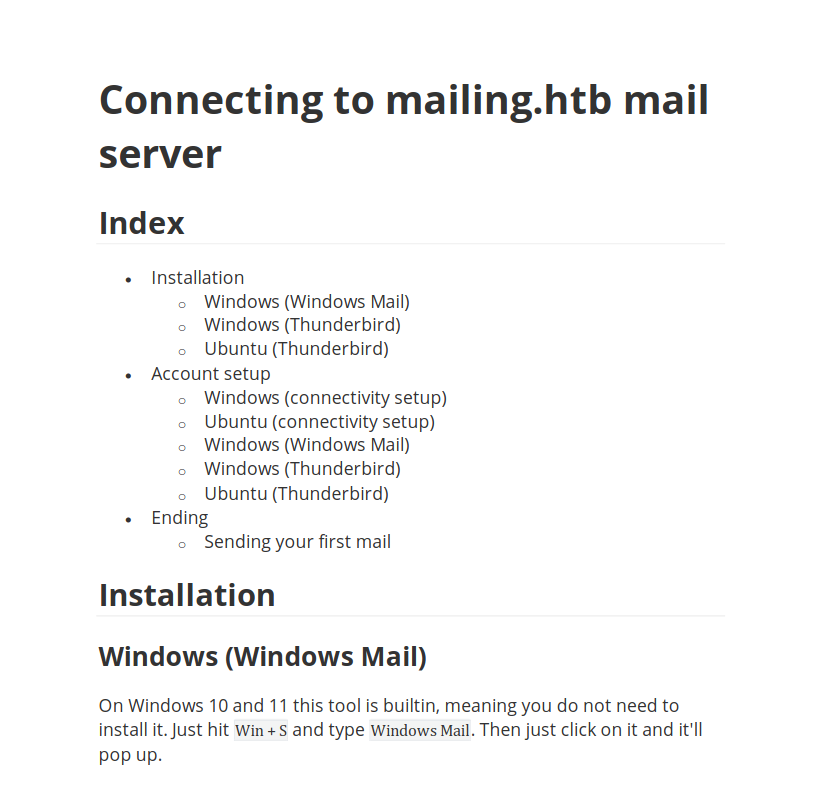 Connecting to mailing.htb mail
server
Index
• Installation
○ Windows (Windows Mail)
○ Windows (Thunderbird)
○ Ubuntu (Thunderbird)
• Account setup
○ Windows (connectivity setup)
○ Ubuntu (connectivity setup)
○ Windows (Windows Mail)
○ Windows (Thunderbird)
○ Ubuntu (Thunderbird)
• Ending
○ Sending your first mail
Installation
Windows (Windows Mail)
On Windows 10 and 11 this tool is builtin, meaning you do not need to
install it. Just hit Win + S and type Windows Mail. Then just click on it and it'll
pop up.